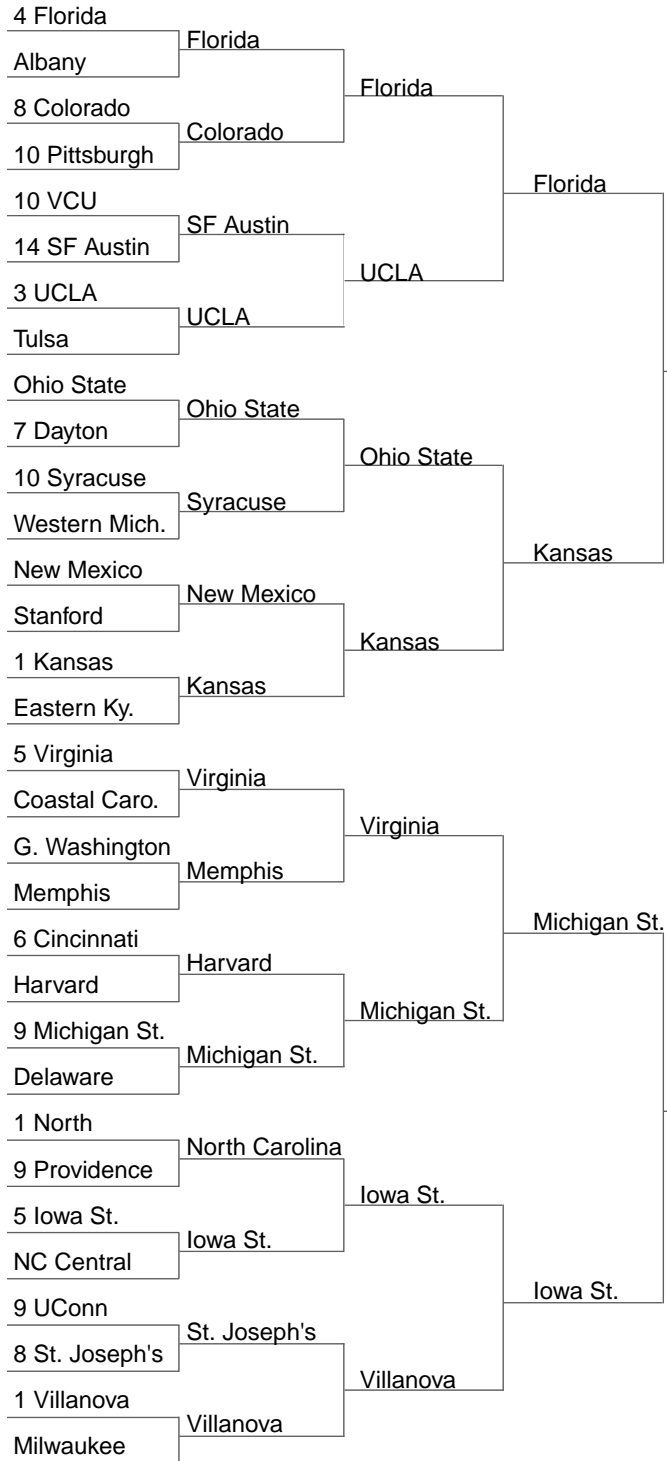 4 Florida
Florida
Albany
Florida
8 Colorado
Colorado
10 Pittsburgh
Florida
10 VCU
SF Austin
14 SF Austin
UCLA
3 UCLA
UCLA
Tulsa
Ohio State
Ohio State
7 Dayton
Ohio State
10 Syracuse
Syracuse
Western Mich.
Kansas
New Mexico
New Mexico
Stanford
Kansas
1 Kansas
Kansas
Eastern Ky.
5 Virginia
Virginia
Coastal Caro.
Virginia
G. Washington
Memphis
Memphis
Michigan St.
6 Cincinnati
Harvard
Harvard
Michigan St.
9 Michigan St.
Michigan St.
Delaware
1 North
North Carolina
9 Providence
Iowa St.
5 Iowa St.
Iowa St.
NC Central
Iowa St.
9 UConn
St. Joseph's
8 St. Joseph's
Villanova
1 Villanova
Villanova
Milwaukee